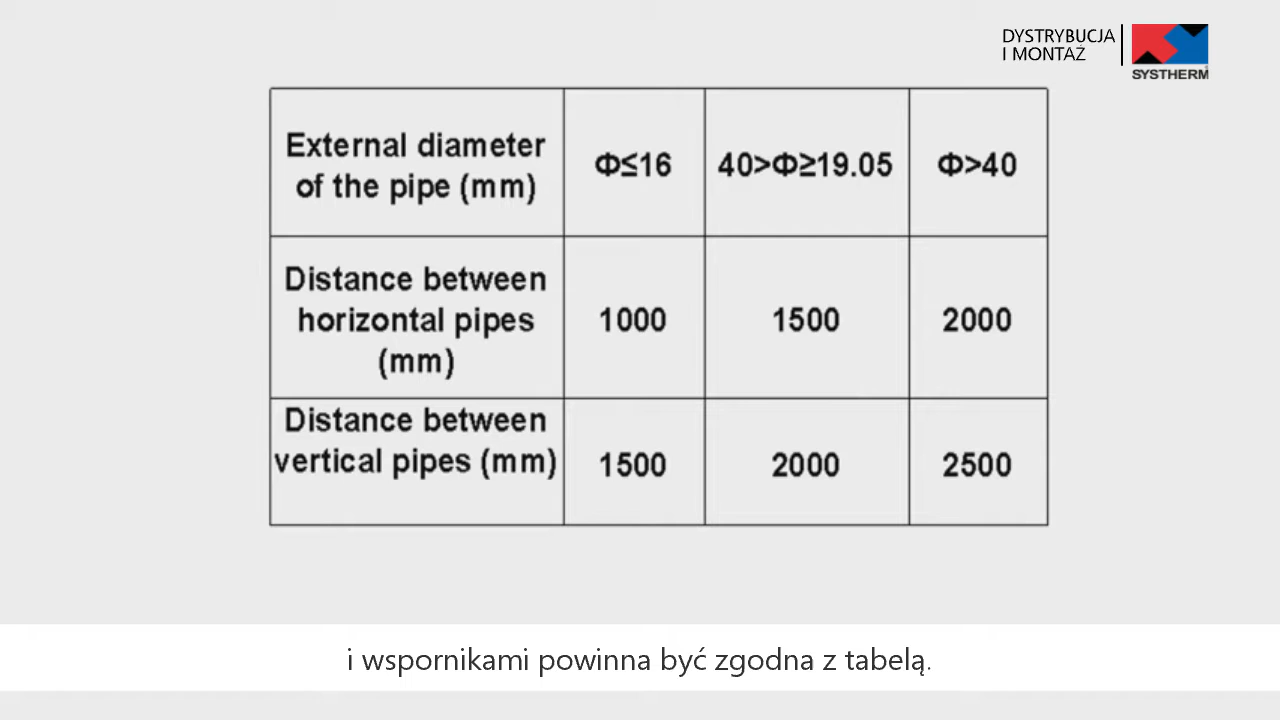 DYSTRYBUCJA
I MONTAŻ
SYSTHERM
External diameter
of the pipe (mm)
Φ≤16
40>Φ≥19.05
Φ>40
Distance between
horizontal pipes
(mm)
1000
1500
2000
Distance between
vertical pipes (mm)
1500
2000
2500
i wspornikami powinna być zgodna z tabelą.